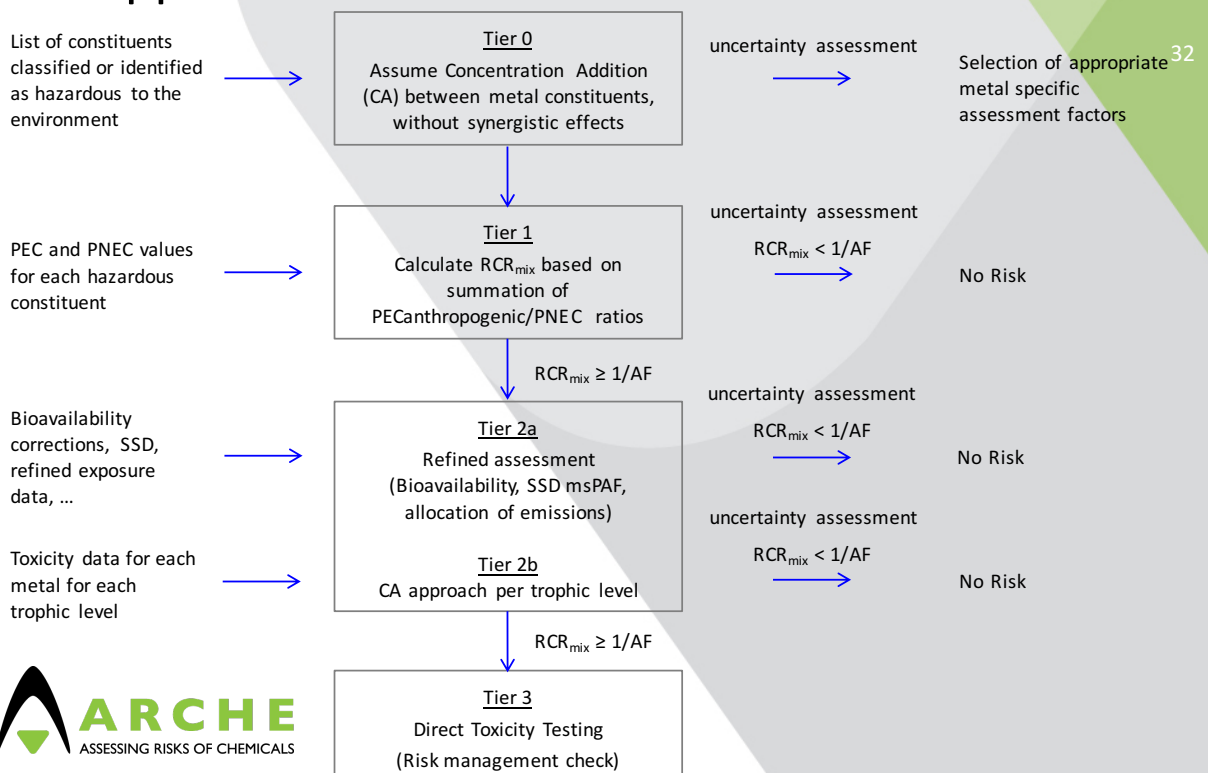 List of constituents
classified or identified
as hazardous to the
environment
Tier 0
Assume Concentration Addition
(CA) between metal constituents,
without synergistic effects
uncertainty assessment
32
Selection of appropriate
metal specific
assessment factors
PEC and PNEC values
for each hazardous
constituent
Tier 1
Calculate RCRmix based on
summation of
PECanthropogenic/PNEC ratios
uncertainty assessment
RCRmix < 1/AF
No Risk
RCRmix ≥ 1/AF
Bioavailability
corrections, SSD,
refined exposure
data, ...
Tier 2a
Refined assessment
(Bioavailability, SSD msPAF,
allocation of emissions)
uncertainty assessment
RCRmix < 1/AF
No Risk
Toxicity data for each
metal for each
trophic level
Tier 2b
CA approach per trophic level
uncertainty assessment
RCRmix < 1/AF
No Risk
RCRmix ≥ 1/AF
Tier 3
Direct Toxicity Testing
(Risk management check)
ARCHE
ASSESSING RISKS OF CHEMICALS